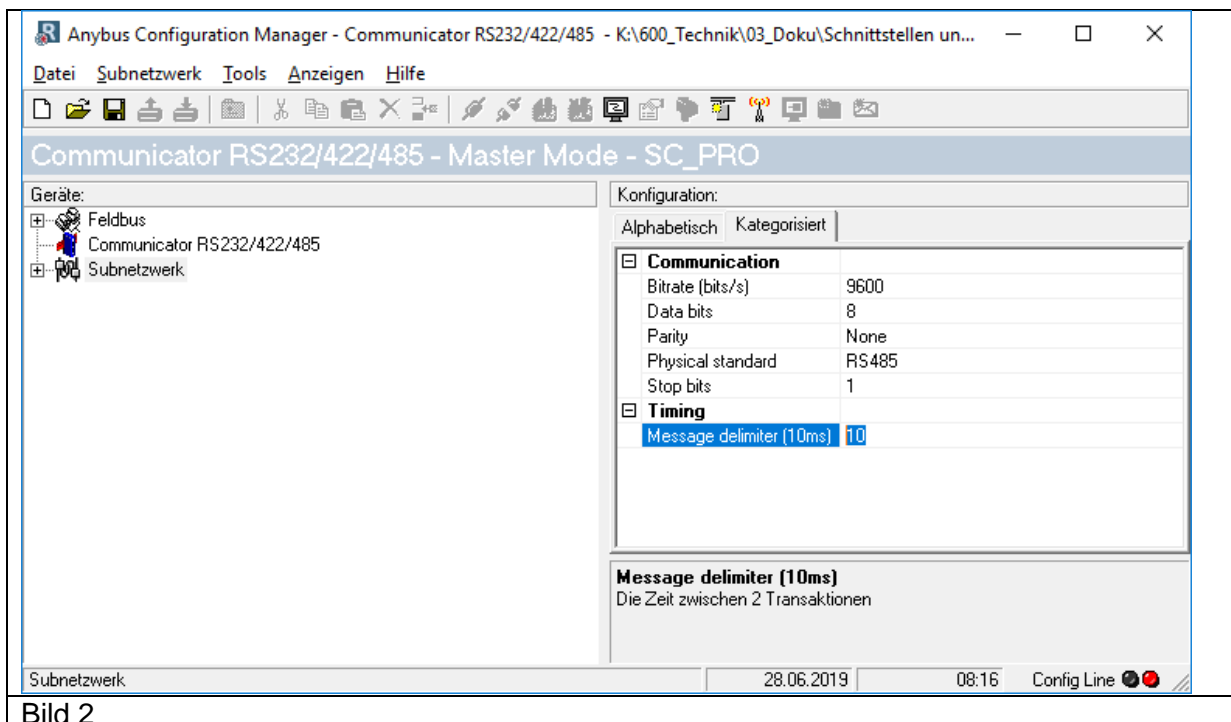 Anybus Configuration Manager - Communicator RS232/422/485 - K:\600_Technik\03_Doku\Schnittstellen un...
Datei Subnetzwerk Tools Anzeigen Hilfe
Communicator RS232/422/485 - Master Mode - SC_PRO
Geräte:
Feldbus
Communicator RS232/422/485
Subnetzwerk
Konfiguration:
Alphabetisch Kategorisiert
Communication
Bitrate (bits/s) 9600
Data bits 8
Parity None
Physical standard RS485
Stop bits 1
Timing
Message delimiter (10ms) 10
Message delimiter (10ms)
Die Zeit zwischen 2 Transaktionen
Subnetzwerk 28.06.2019 08:16 Config Line
Bild 2